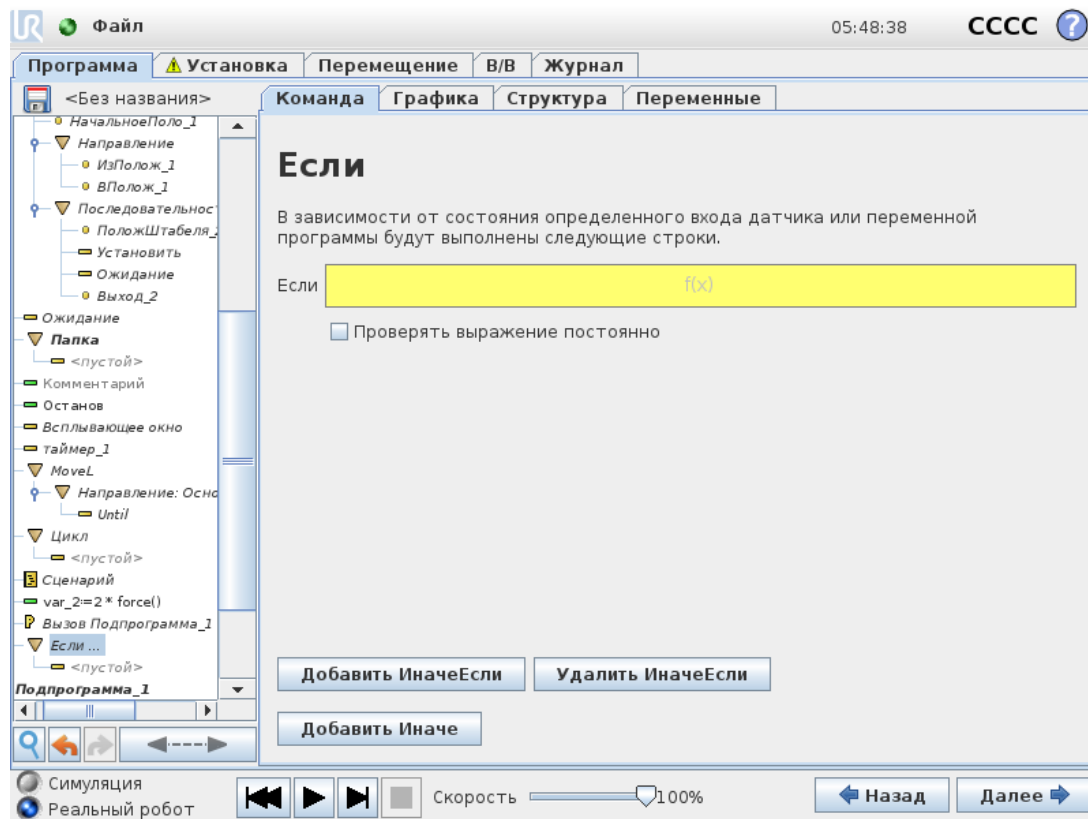 UR Файл 05:48:38 CCCC ?
Программа Установка Перемещение В/В Журнал
<Без названия> Команда Графика Структура Переменные
НачальноеПоло_1
Направление
ИзПолож_1
ВПолож_1
Последовательнос
ПоложШтабеля_
Установить
Ожидание
Выход_2
Ожидание
Папка
<пустой>
Комментарий
Останов
Всплывающее окно
таймер_1
MoveL
Направление: Осно
Until
Цикл
<пустой>
Сценарий
var_2:=2 * force()
Вызов Подпрограмма_1
Если ...
<пустой>
Подпрограмма_1
Если
В зависимости от состояния определенного входа датчика или переменной
программы будут выполнены следующие строки.
Если f(x)
Проверять выражение постоянно
Добавить ИначеЕсли Удалить ИначеЕсли
Добавить Иначе
Симуляция
Реальный робот
Скорость 100%
Назад Далее